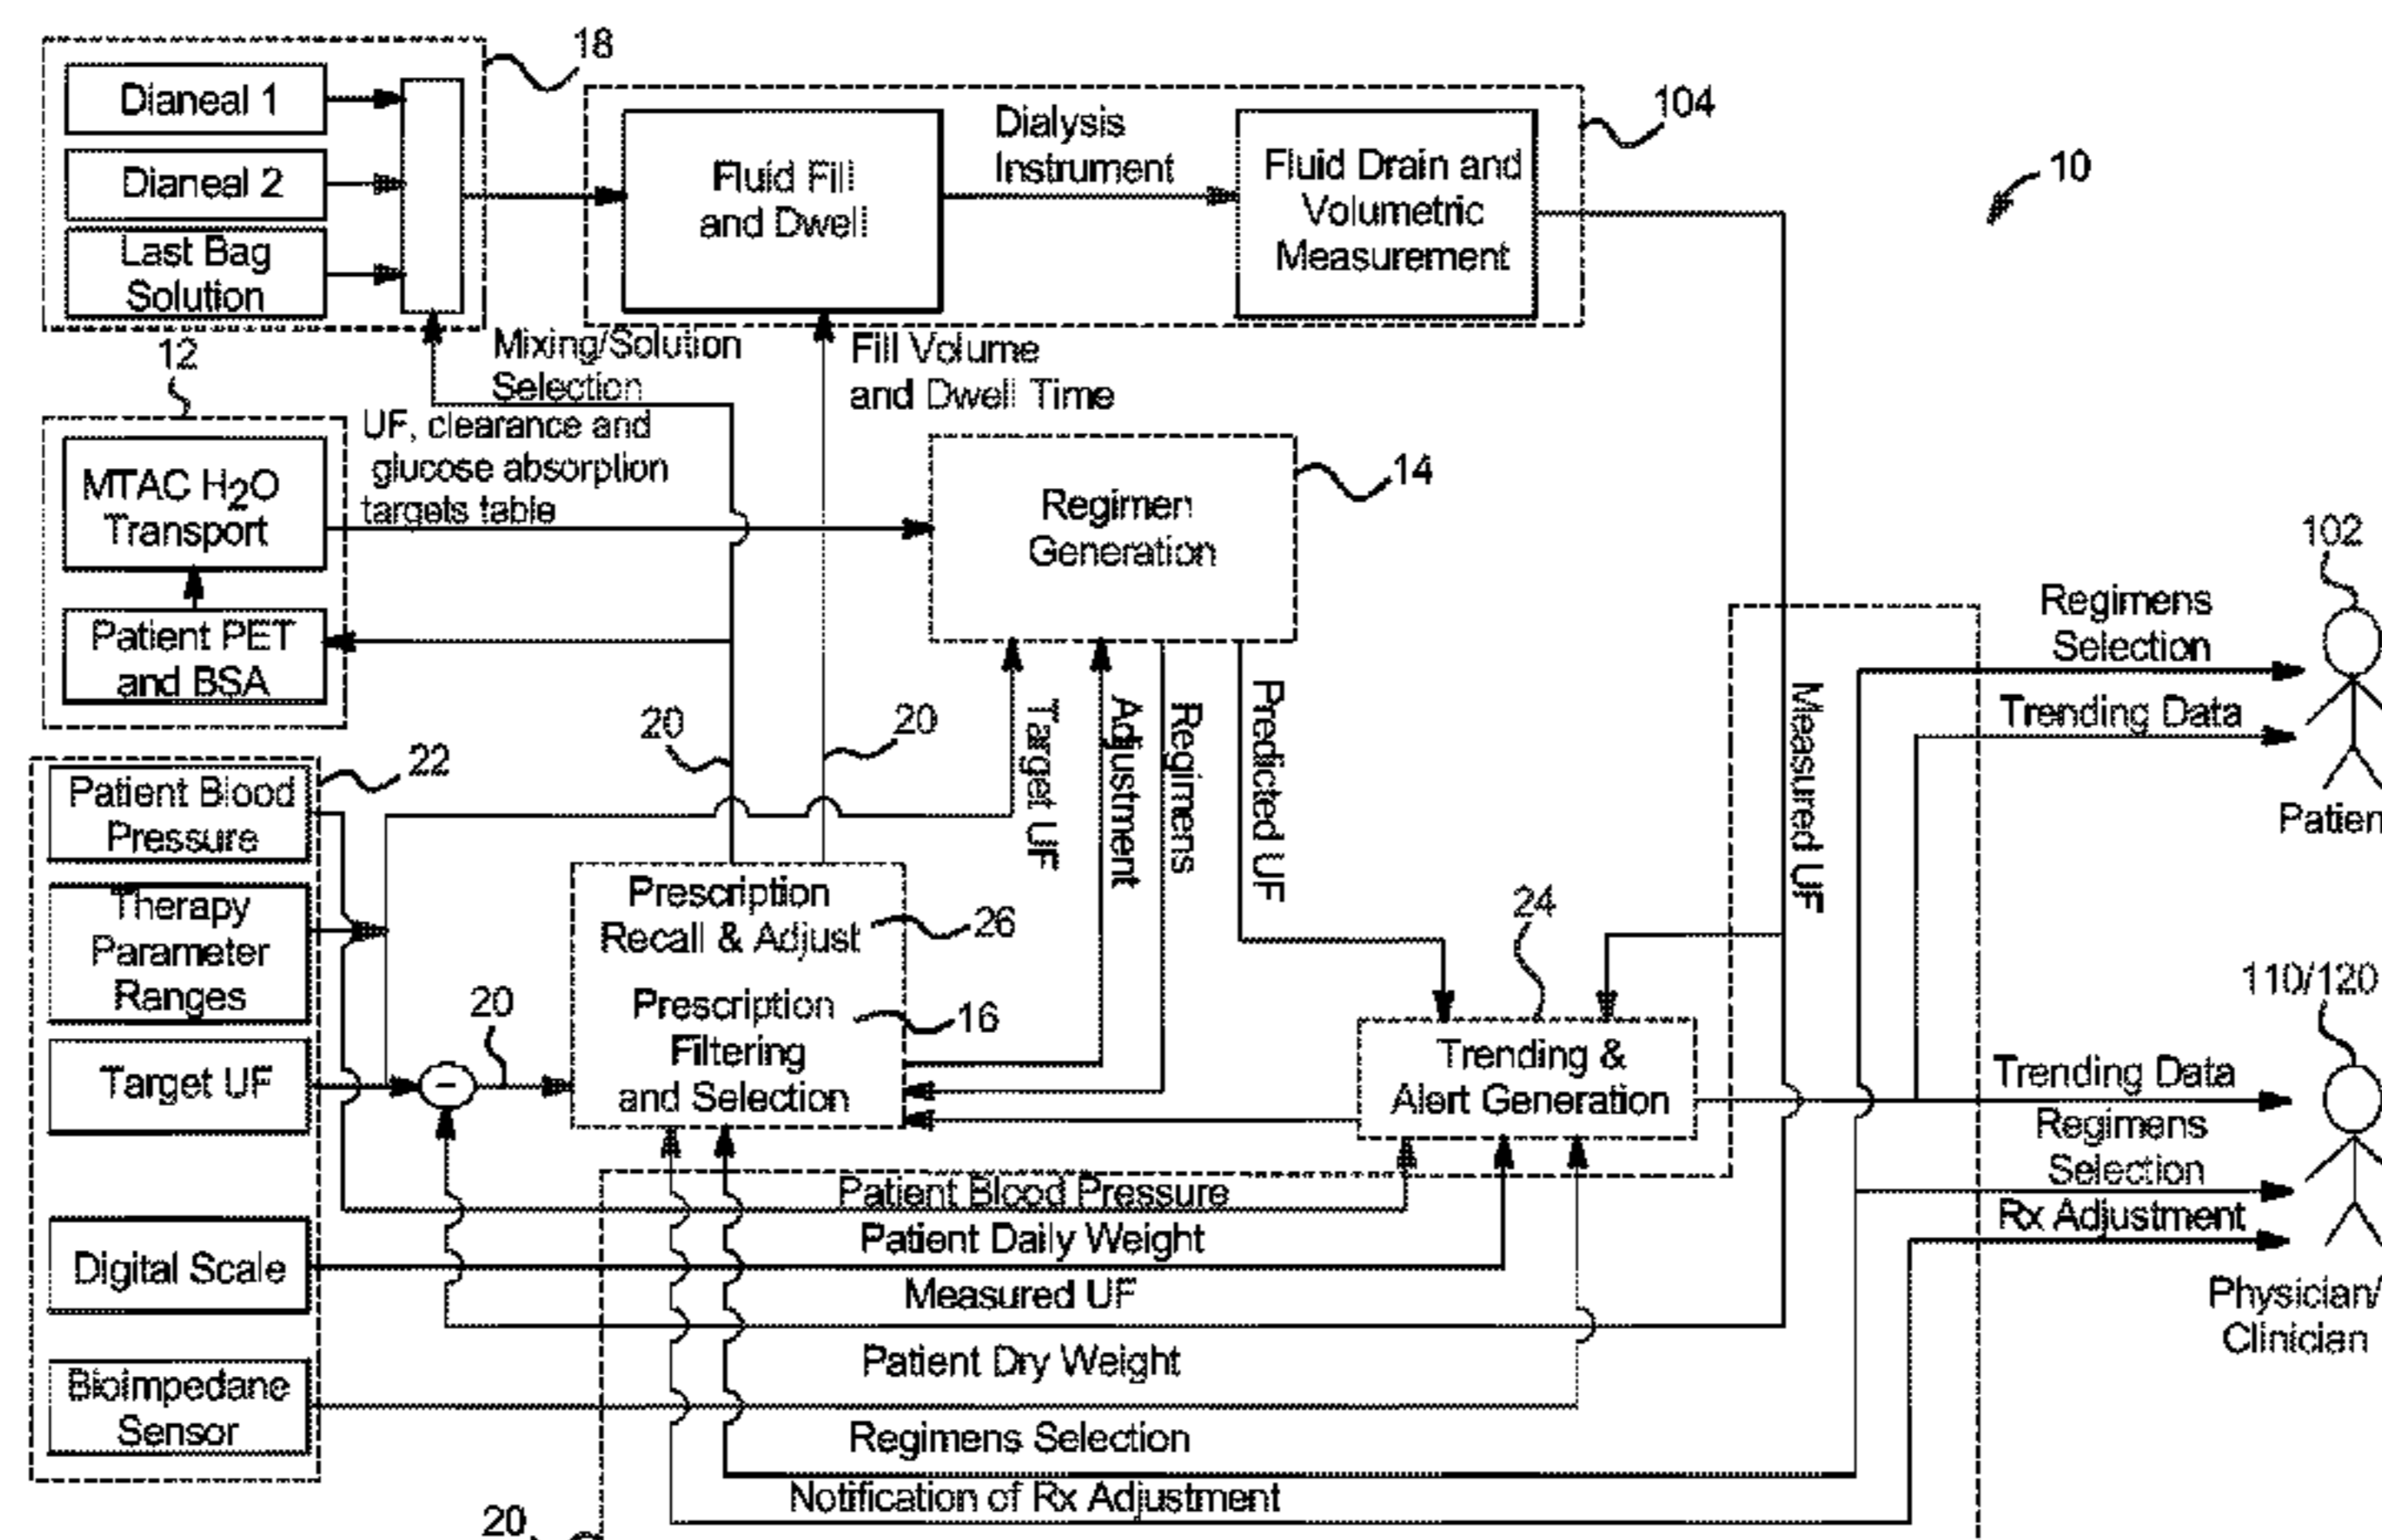 18
Dianeal 1
Dianeal 2
Last Bag
Solution
Fluid Fill
and Dwell
Dialysis
Instrument
Fluid Drain and
Volumetric
Measurement
104
10
12
Mixing/Solution
Selection
Fill Volume
and Dwell Time
UF, clearance and
glucose absorption
targets table
MTAC H2O
Transport
Patient PET
and BSA
Regimen
Generation
14
102
Regimens
Selection
Trending Data
Patien
20
20
22
Target UF
Adjustment
Regimens
Predicted UF
Measured UF
Patient Blood
Pressure
Therapy
Parameter
Ranges
Target UF
Digital Scale
Bioimpedane
Sensor
20
-
Prescription
Recall & Adjust
26
Prescription
Filtering
and Selection
16
24
Trending &
Alert Generation
110/120
Trending Data
Regimens
Selection
Rx Adjustment
Physician/
Clinician
Patient Blood Pressure
Patient Daily Weight
Measured UF
Patient Dry Weight
Regimens Selection
Notification of Rx Adjustment
20